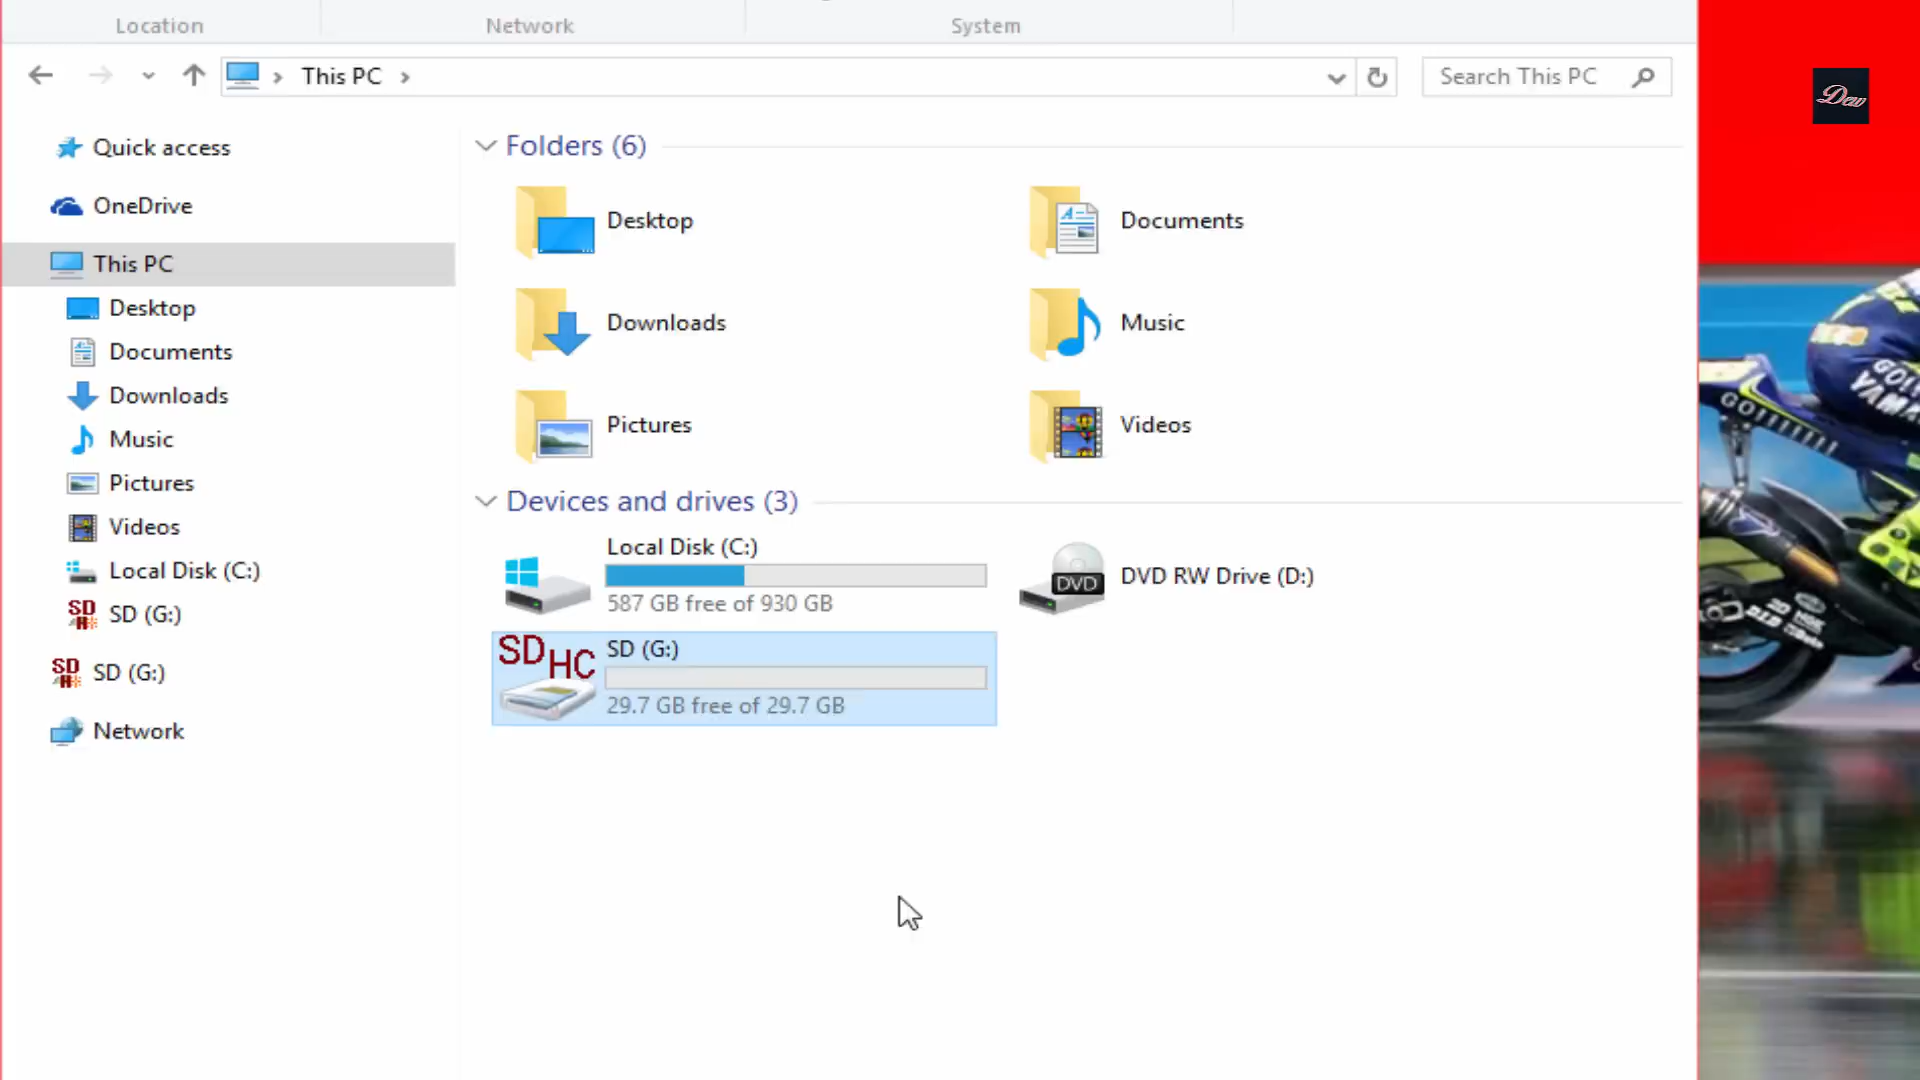 Location
Network
System
This PC
Search This PC
Dew
Quick access
OneDrive
This PC
Desktop
Documents
Downloads
Music
Pictures
Videos
Local Disk (C:)
SD (G:)
SD (G:)
Network
Folders (6)
Desktop
Documents
Downloads
Music
Pictures
Videos
Devices and drives (3)
Local Disk (C:)
587 GB free of 930 GB
DVD
DVD RW Drive (D:)
SD HC
SD (G:)
29.7 GB free of 29.7 GB